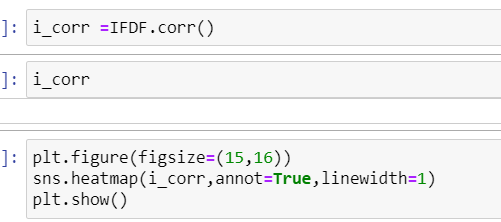 ]: i_corr =IFDF.corr()
]: i_corr
]: plt.figure(figsize=(15,16))
sns.heatmap(i_corr,annot=True,linewidth=1)
plt.show()